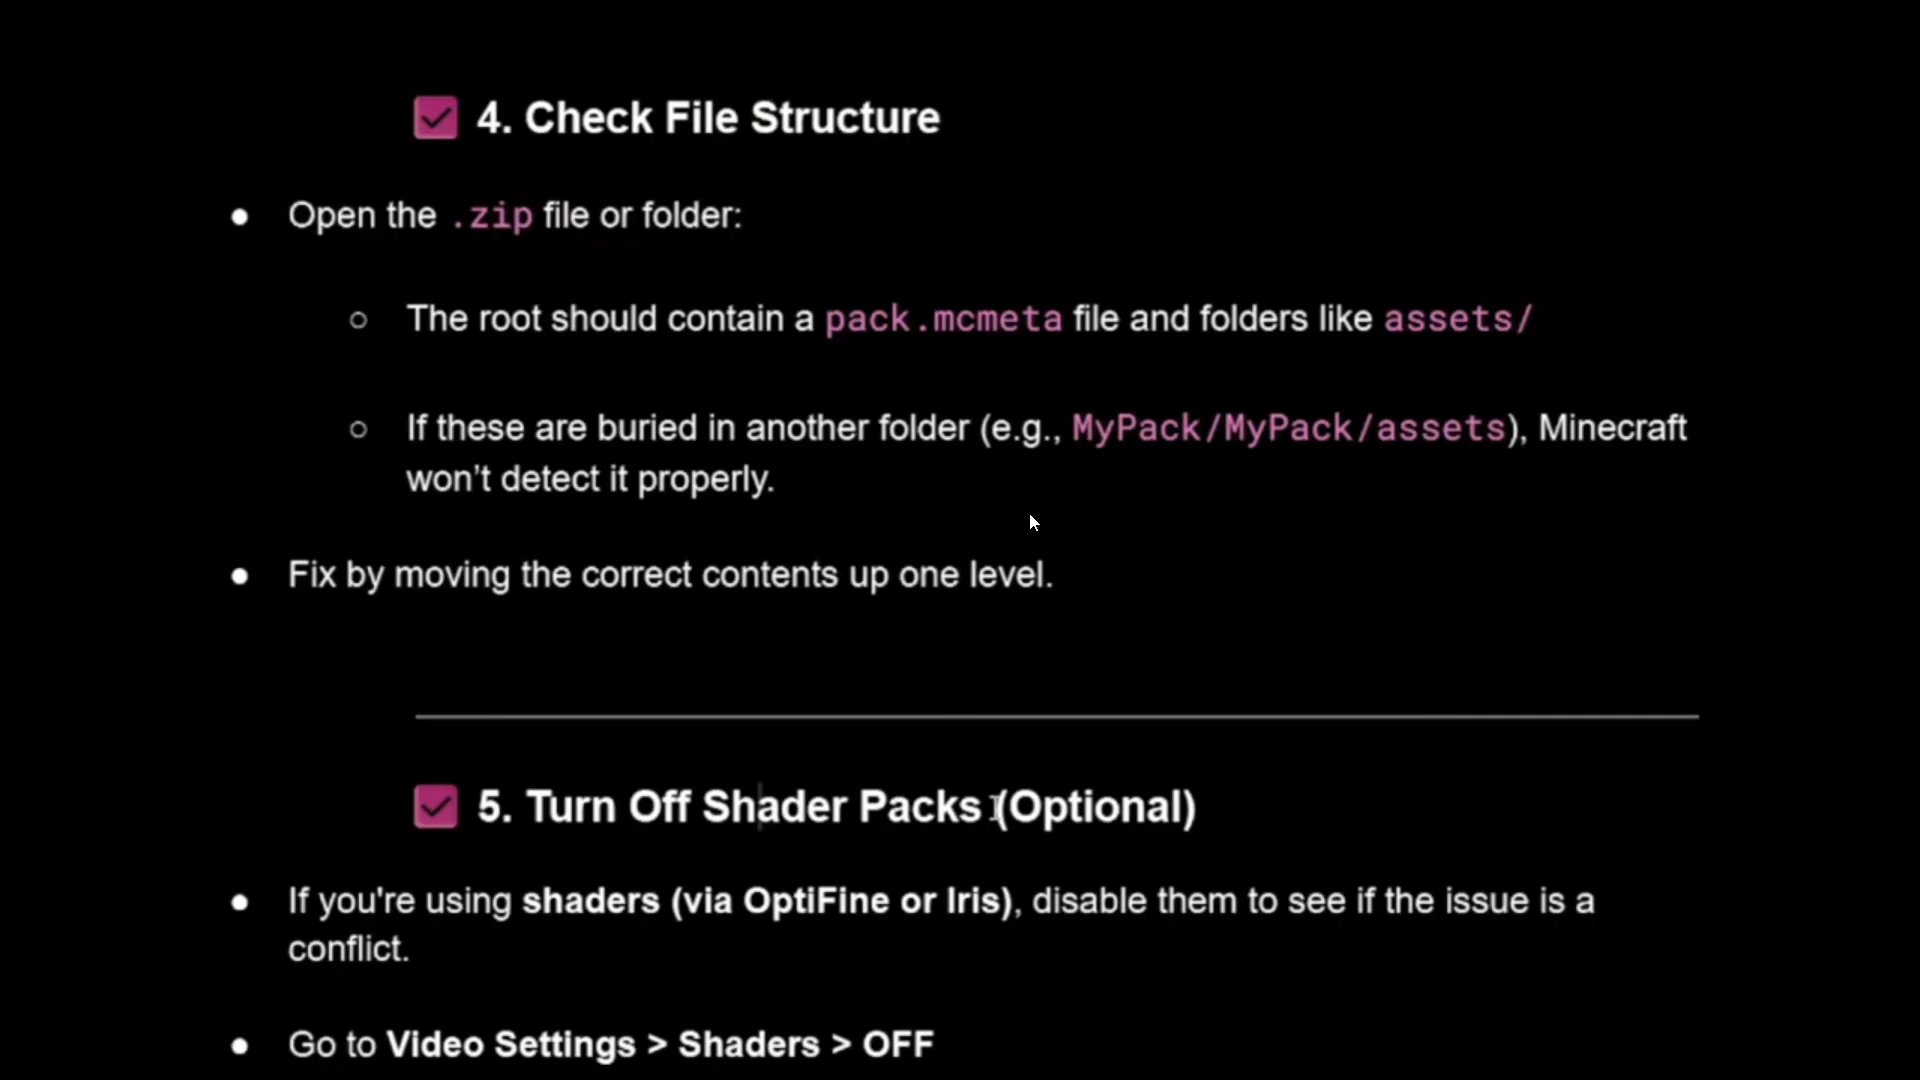 4. Check File Structure
● Open the .zip file or folder:
○ The root should contain a pack.mcmeta file and folders like assets/
○ If these are buried in another folder (e.g., MyPack/MyPack/assets), Minecraft
won’t detect it properly.
● Fix by moving the correct contents up one level.
5. Turn Off Shader Packs (Optional)
● If you're using shaders (via OptiFine or Iris), disable them to see if the issue is a
conflict.
● Go to Video Settings > Shaders > OFF